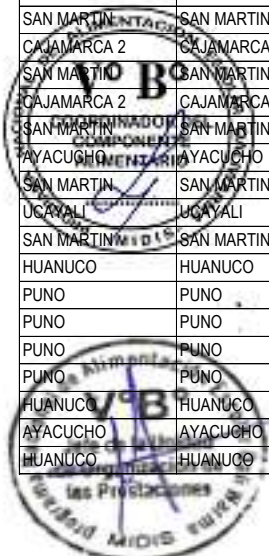 SAN MARTIN SAN MARTIN
CAJAMARCA 2 CAJAMARCA
SAN MARTIN SAN MARTIN
CAJAMARCA 2 CAJAMARCA
SAN MARTIN SAN MARTIN
AYACUCHO AYACUCHO
SAN MARTIN SAN MARTIN
UCAYALI UCAYALI
SAN MARTIN SAN MARTIN
HUANUCO HUANUCO
PUNO PUNO
PUNO PUNO
PUNO PUNO
PUNO PUNO
HUANUCO HUANUCO
AYACUCHO AYACUCHO
HUANUCO HUANUCO
V° B°
COORDINADOR DEL
COMPONENTE
ALIMENTARIO
MIDIS
V° B°
las Prestaciones
MIDIS